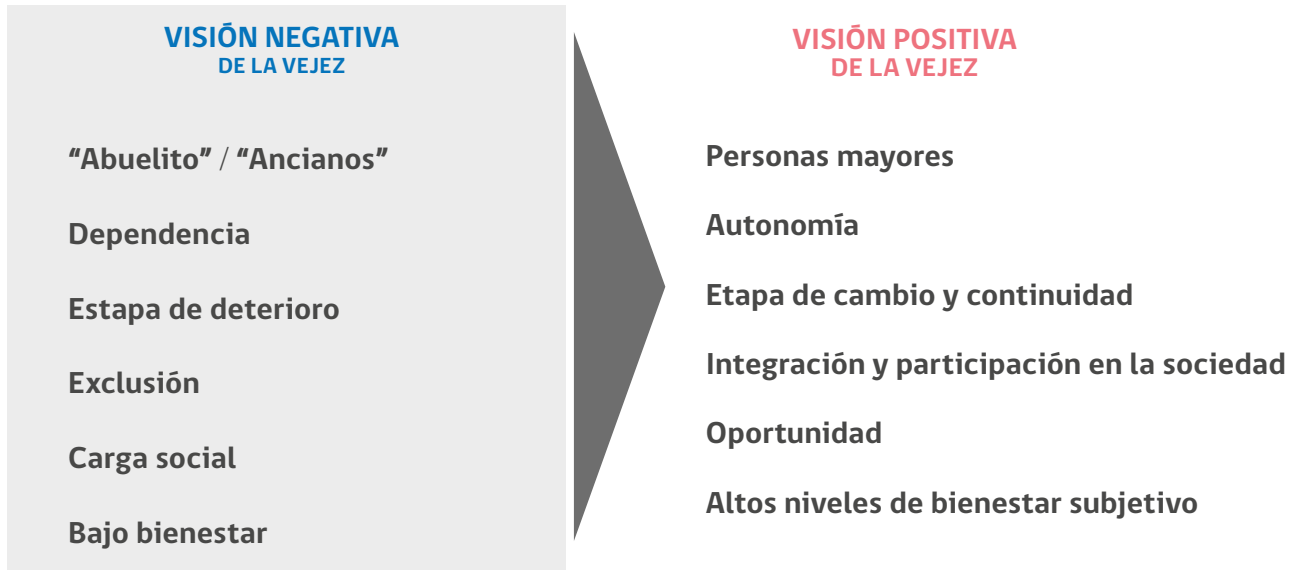 VISIÓN NEGATIVA
DE LA VEJEZ
“Abuelito” / “Ancianos”
Dependencia
Estapa de deterioro
Exclusión
Carga social
Bajo bienestar
VISIÓN POSITIVA
DE LA VEJEZ
Personas mayores
Autonomía
Etapa de cambio y continuidad
Integración y participación en la sociedad
Oportunidad
Altos niveles de bienestar subjetivo